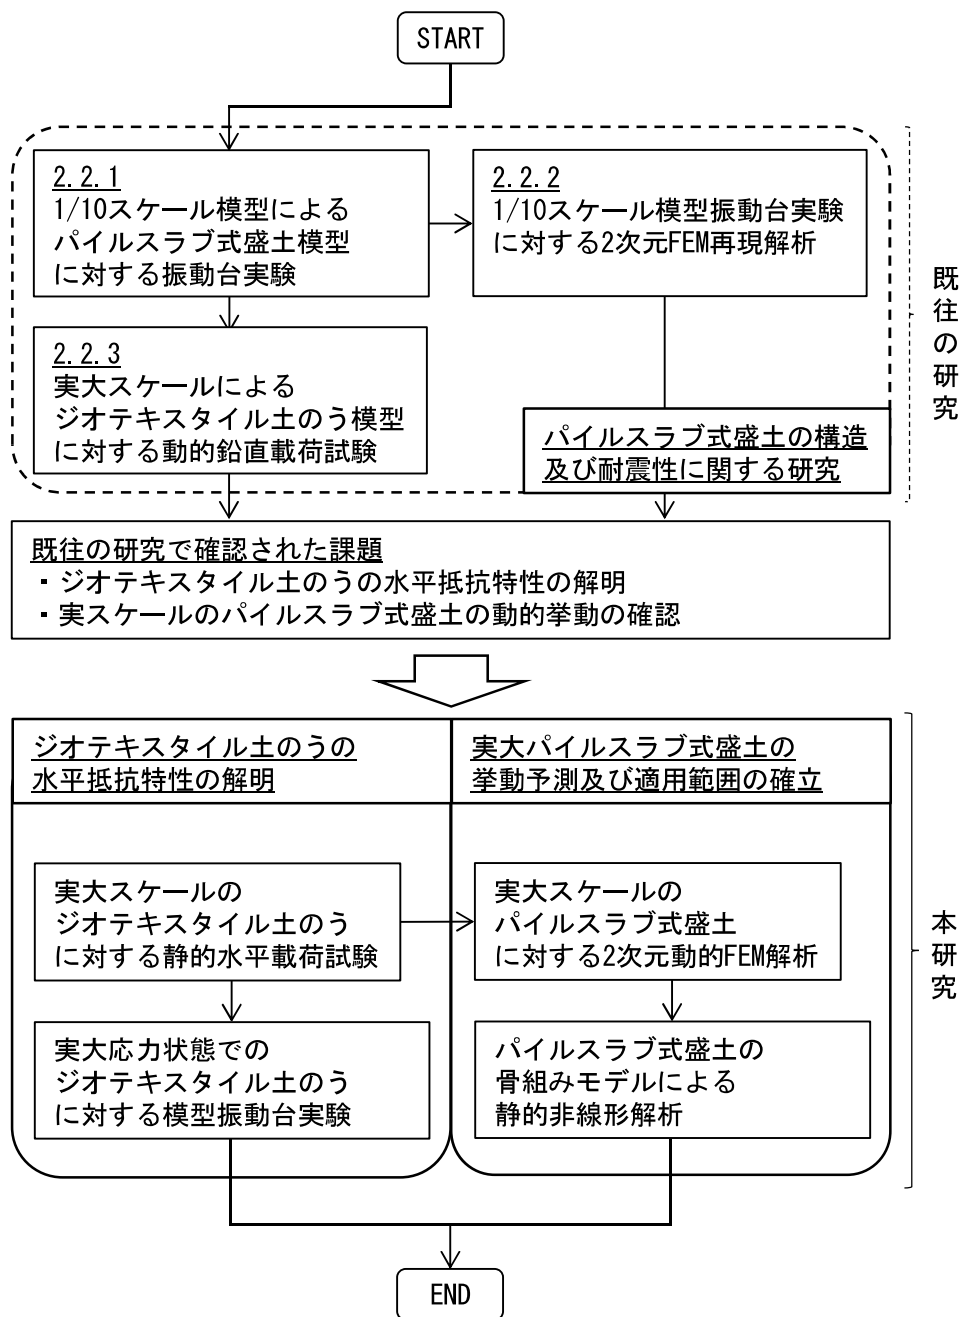 START
2.2.1
1/10スケール模型による
パイルスラブ式盛土模型
に対する振動台実験
2.2.2
1/10スケール模型振動台実験
に対する2次元FEM再現解析
2.2.3
実大スケールによる
ジオテキスタイル土のう模型
に対する動的鉛直載荷試験
パイルスラブ式盛土の構造
及び耐震性に関する研究
既往の研究
既往の研究で確認された課題
・ジオテキスタイル土のうの水平抵抗特性の解明
・実スケールのパイルスラブ式盛土の動的挙動の確認
ジオテキスタイル土のうの
水平抵抗特性の解明
実大パイルスラブ式盛土の
挙動予測及び適用範囲の確立
実大スケールの
ジオテキスタイル土のう
に対する静的水平載荷試験
実大スケールの
パイルスラブ式盛土
に対する2次元動的FEM解析
実大応力状態での
ジオテキスタイル土のう
に対する模型振動台実験
パイルスラブ式盛土の
骨組みモデルによる
静的非線形解析
本研究
END